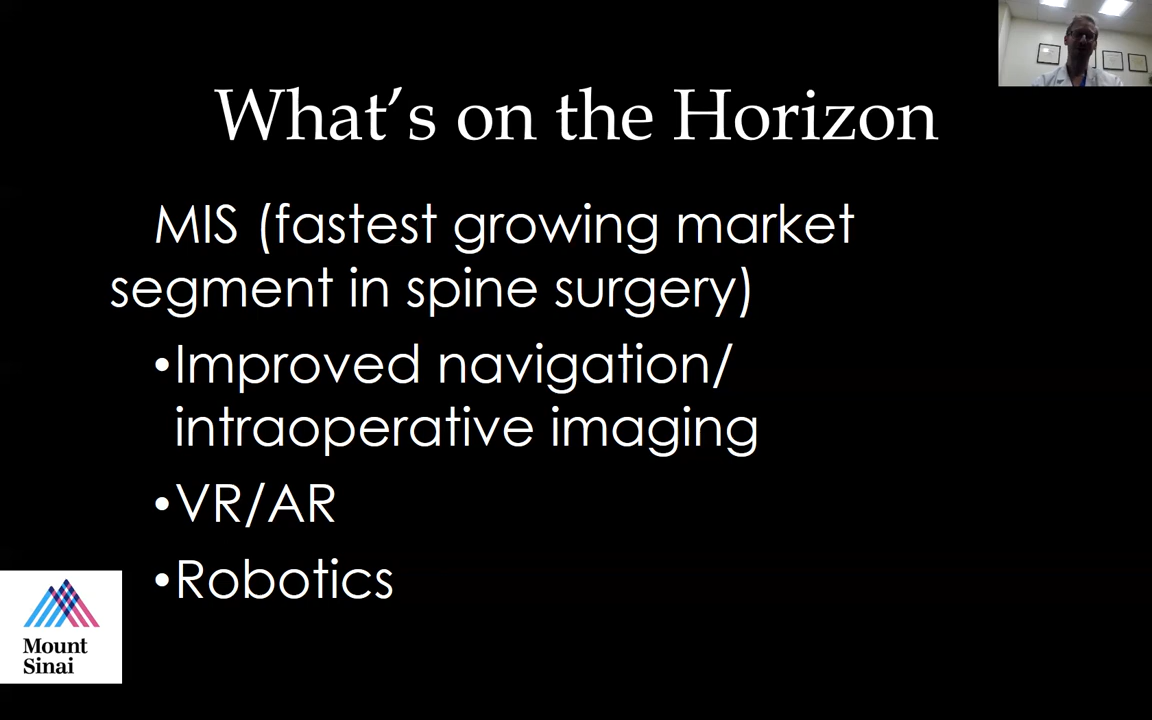 What's on the Horizon
MIS (fastest growing market
segment in spine surgery)
•Improved navigation/
intraoperative imaging
•VR/AR
•Robotics
Mount
Sinai